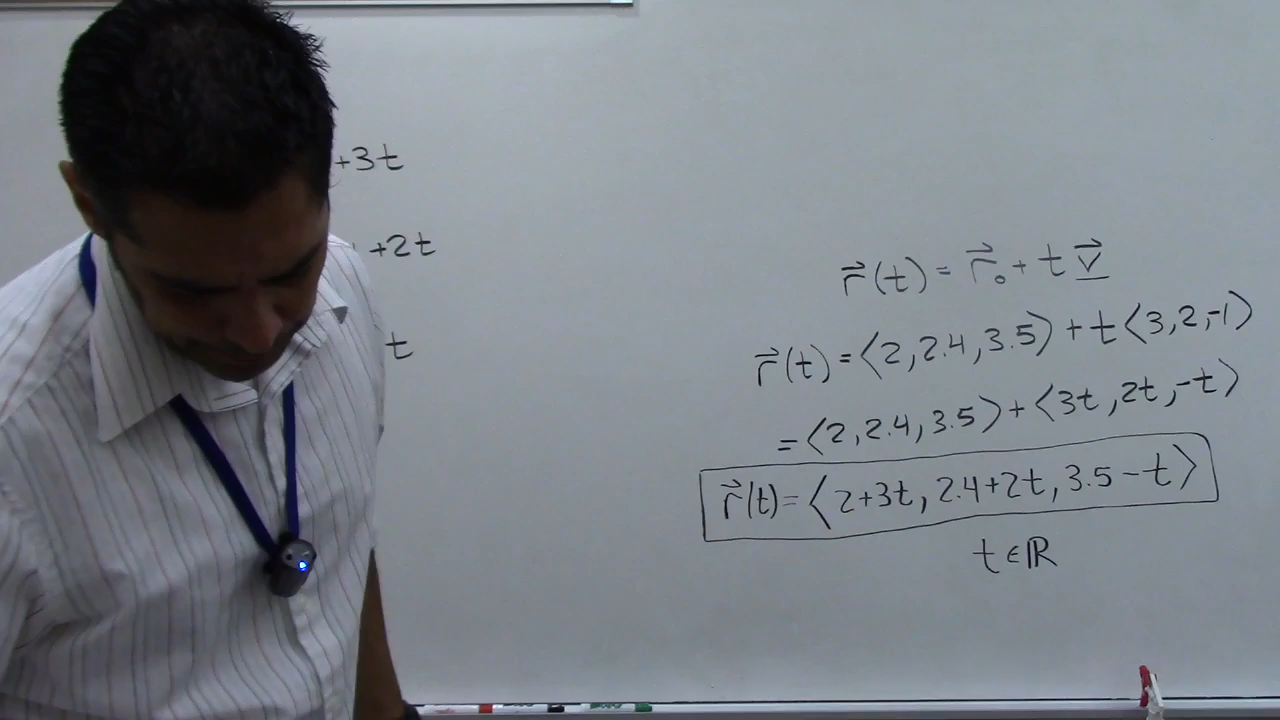 +3t
+2t
t
r⃗(t) = r⃗₀ + t v⃗
r⃗(t) = ⟨2, 2.4, 3.5⟩ + t⟨3, 2, -1⟩
= ⟨2, 2.4, 3.5⟩ + ⟨3t, 2t, -t⟩
r⃗(t) = ⟨2+3t, 2.4+2t, 3.5-t⟩
t ∈ ℝ